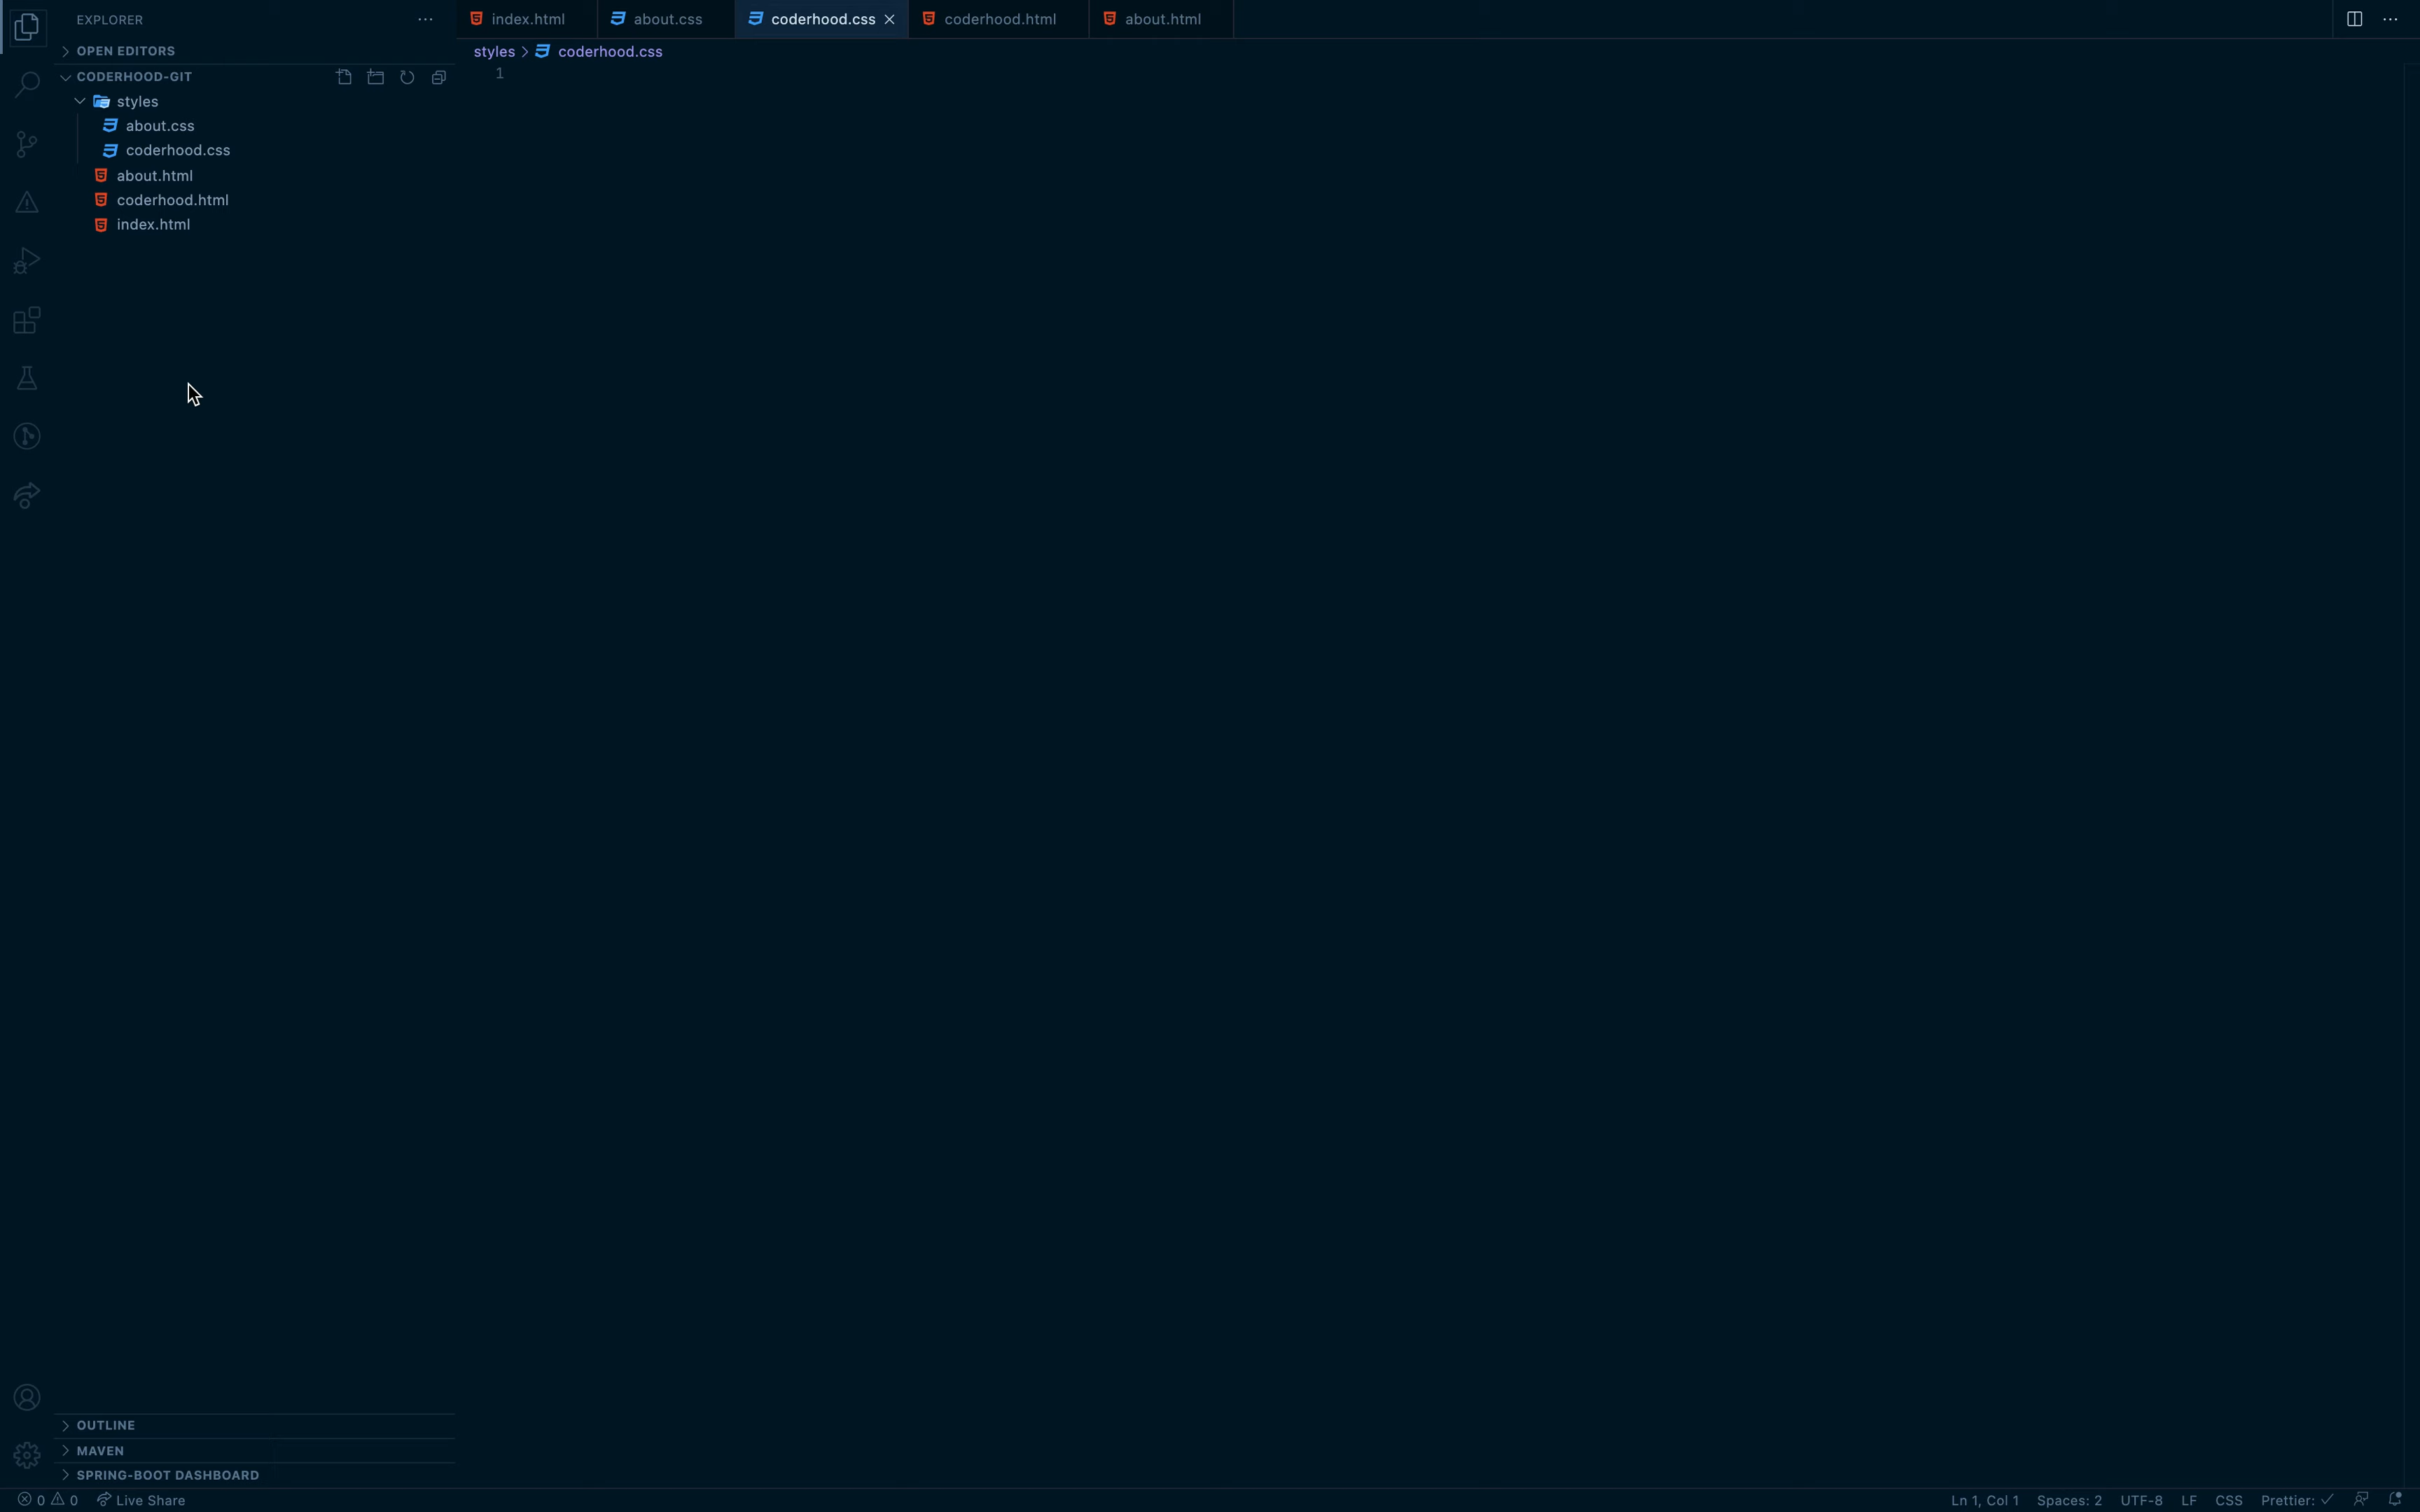 EXPLORER
OPEN EDITORS
CODERHOOD-GIT
styles
about.css
coderhood.css
about.html
coderhood.html
index.html
OUTLINE
MAVEN
SPRING-BOOT DASHBOARD
index.html about.css coderhood.css coderhood.html about.html
styles > coderhood.css
1
0 0 Live Share Ln 1, Col 1 Spaces: 2 UTF-8 LF CSS Prettier: ✓